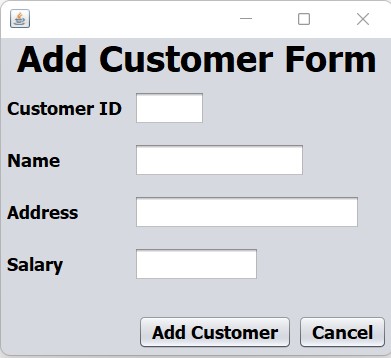 Add Customer Form
Customer ID
Name
Address
Salary
Add Customer Cancel